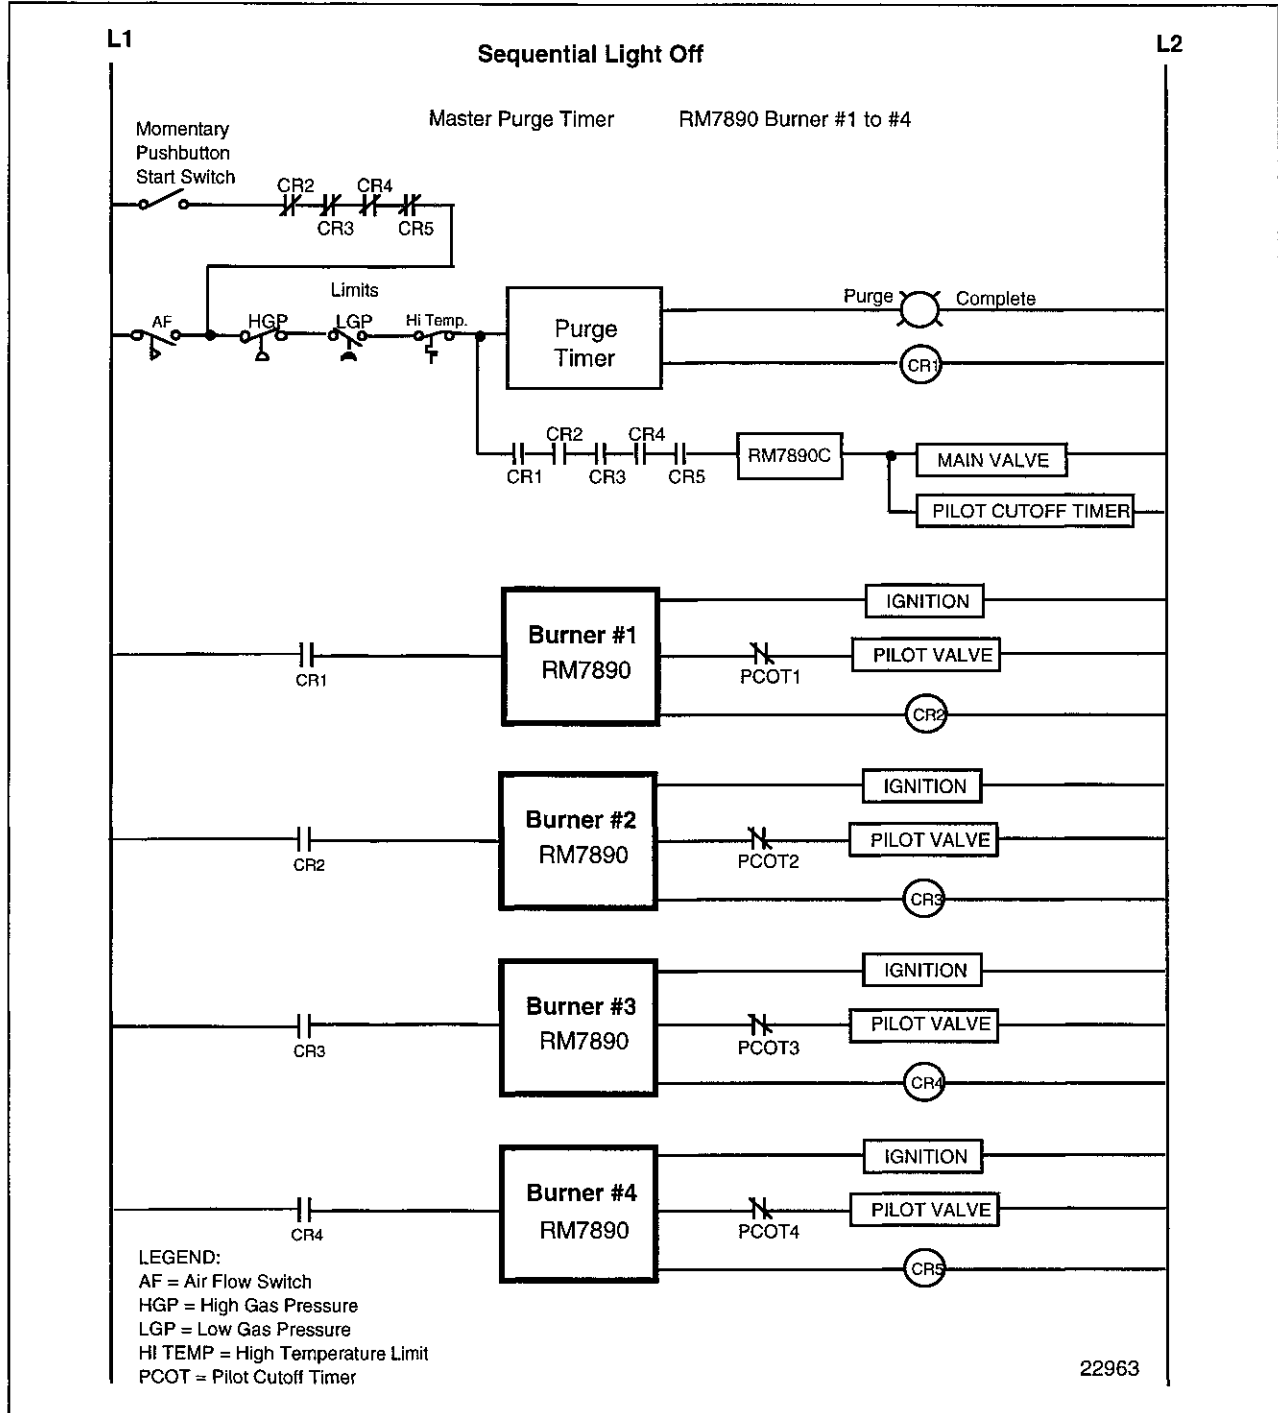 L1
L2
Sequential Light Off
Master Purge Timer
RM7890 Burner #1 to #4
Momentary
Pushbutton
Start Switch
CR2
CR4
CR3
CR5
Limits
AF
HGP
LGP
Hi Temp.
Purge
Timer
Purge
Complete
CR1
CR2
CR4
CR1
CR3
CR5
RM7890C
MAIN VALVE
PILOT CUTOFF TIMER
IGNITION
Burner #1
RM7890
CR1
PCOT1
PILOT VALVE
CR2
IGNITION
Burner #2
RM7890
CR2
PCOT2
PILOT VALVE
CR3
IGNITION
Burner #3
RM7890
CR3
PCOT3
PILOT VALVE
CR4
IGNITION
Burner #4
RM7890
CR4
PCOT4
PILOT VALVE
CR5
LEGEND:
AF = Air Flow Switch
HGP = High Gas Pressure
LGP = Low Gas Pressure
HI TEMP = High Temperature Limit
PCOT = Pilot Cutoff Timer
22963